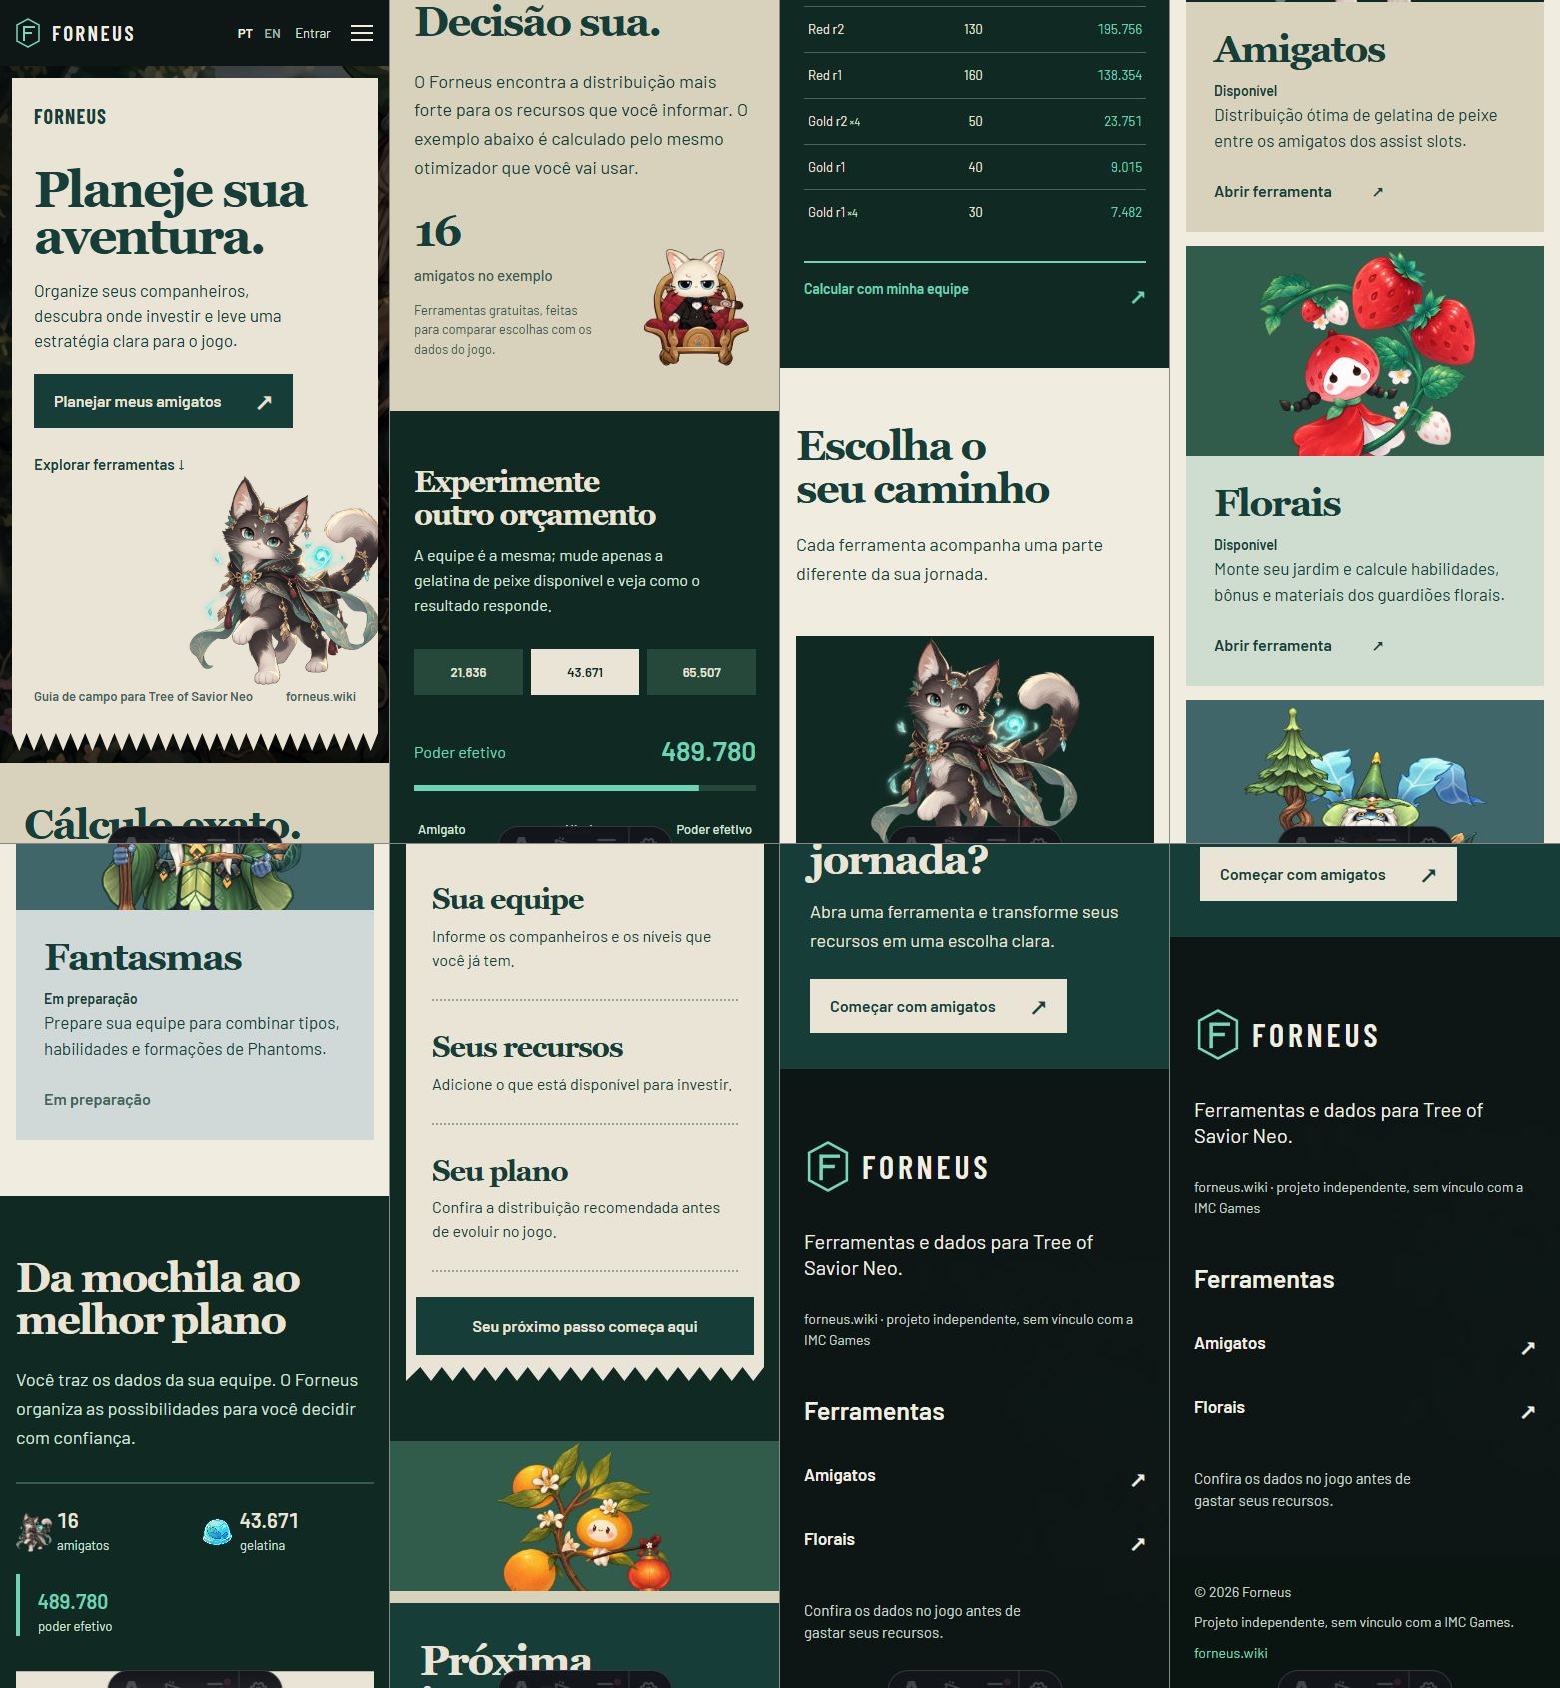 FORNEUS
PT EN Entrar
FORNEUS
Planeje sua
aventura.
Organize seus companheiros,
descubra onde investir e leve uma
estratégia clara para o jogo.
Planejar meus amigatos ↗
Explorar ferramentas ↓
Guia de campo para Tree of Savior Neo forneus.wiki
Cálculo exato.
Decisão sua.
O Forneus encontra a distribuição mais
forte para os recursos que você informar. O
exemplo abaixo é calculado pelo mesmo
otimizador que você vai usar.
16
amigatos no exemplo
Ferramentas gratuitas, feitas
para comparar escolhas com os
dados do jogo.
Experimente
outro orçamento
A equipe é a mesma; mude apenas a
gelatina de peixe disponível e veja como o
resultado responde.
21.836 43.671 65.507
Poder efetivo 489.780
Amigato Poder efetivo
Red r2 130 195.756
Red r1 160 138.354
Gold r2 ×4 50 23.751
Gold r1 40 9.015
Gold r1 ×4 30 7.482
Calcular com minha equipe ↗
Escolha o
seu caminho
Cada ferramenta acompanha uma parte
diferente da sua jornada.
Amigatos
Disponível
Distribuição ótima de gelatina de peixe
entre os amigatos dos assist slots.
Abrir ferramenta ↗
Florais
Disponível
Monte seu jardim e calcule habilidades,
bônus e materiais dos guardiões florais.
Abrir ferramenta ↗
Fantasmas
Em preparação
Prepare sua equipe para combinar tipos,
habilidades e formações de Phantoms.
Em preparação
Da mochila ao
melhor plano
Você traz os dados da sua equipe. O Forneus
organiza as possibilidades para você decidir
com confiança.
16
amigatos
43.671
gelatina
489.780
poder efetivo
Sua equipe
Informe os companheiros e os níveis que
você já tem.
Seus recursos
Adicione o que está disponível para investir.
Seu plano
Confira a distribuição recomendada antes
de evoluir no jogo.
Seu próximo passo começa aqui
Próxima
jornada?
Abra uma ferramenta e transforme seus
recursos em uma escolha clara.
Começar com amigatos ↗
FORNEUS
Ferramentas e dados para Tree of
Savior Neo.
forneus.wiki · projeto independente, sem vínculo com a
IMC Games
Ferramentas
Amigatos ↗
Florais ↗
Confira os dados no jogo antes de
gastar seus recursos.
Começar com amigatos ↗
FORNEUS
Ferramentas e dados para Tree of
Savior Neo.
forneus.wiki · projeto independente, sem vínculo com a
IMC Games
Ferramentas
Amigatos ↗
Florais ↗
Confira os dados no jogo antes de
gastar seus recursos.
© 2026 Forneus
Projeto independente, sem vínculo com a IMC Games.
forneus.wiki